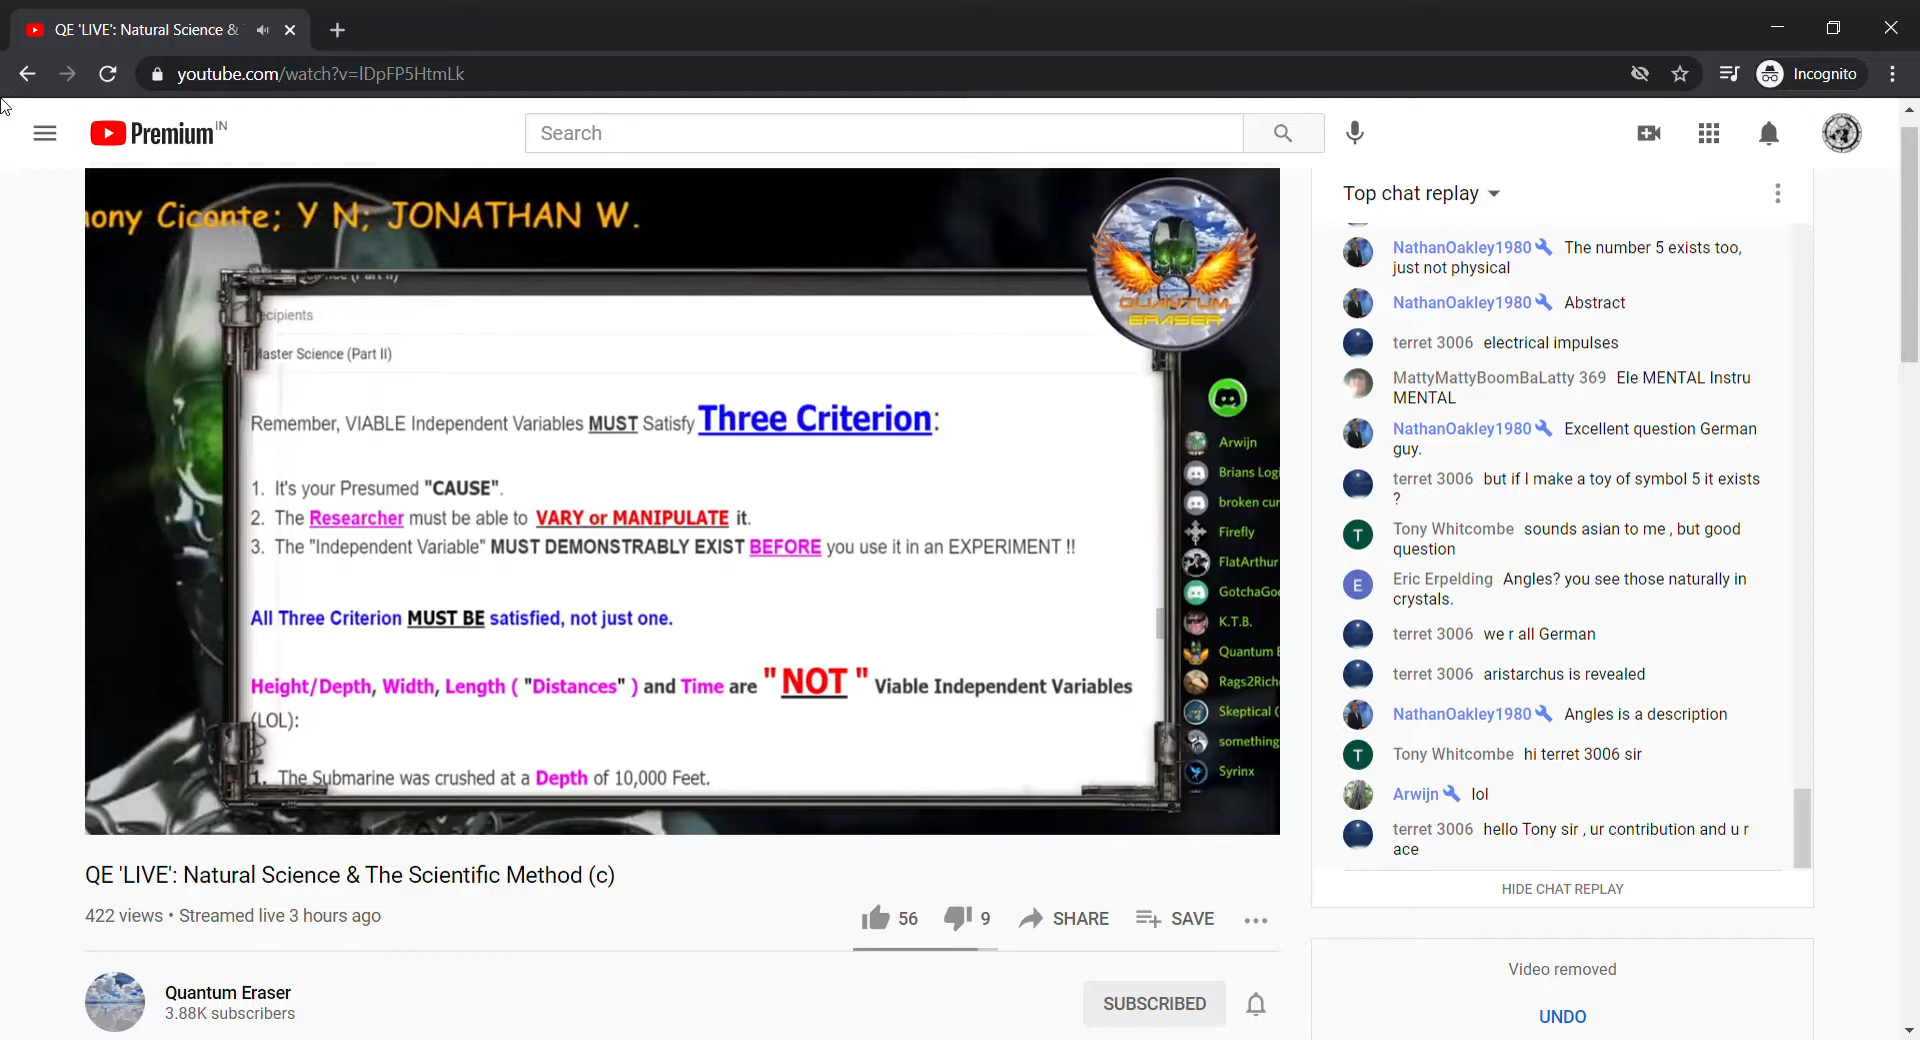 QE 'LIVE': Natural Science &
youtube.com/watch?v=lDpFP5HtmLk
Incognito
Premium IN
Search
Ciconte; Y N; JONATHAN W.
QUANTUM
ERASER
Master Science (Part II)
Remember, VIABLE Independent Variables MUST Satisfy Three Criterion:
1. It's your Presumed "CAUSE".
2. The Researcher must be able to VARY or MANIPULATE it.
3. The "Independent Variable" MUST DEMONSTRABLY EXIST BEFORE you use it in an EXPERIMENT !!
All Three Criterion MUST BE satisfied, not just one.
Height/Depth, Width, Length ( "Distances" ) and Time are "NOT" Viable Independent Variables
(LOL):
1. The Submarine was crushed at a Depth of 10,000 Feet.
Arwijn
Brians Logi
broken cur
Firefly
FlatArthur
GotchaGoo
K.T.B.
Quantum E
Rags2Rich
Skeptical (
something
Syrinx
QE 'LIVE': Natural Science & The Scientific Method (c)
422 views • Streamed live 3 hours ago
56
9
SHARE
SAVE
Quantum Eraser
3.88K subscribers
SUBSCRIBED
Top chat replay
NathanOakley1980 The number 5 exists too,
just not physical
NathanOakley1980 Abstract
terret 3006 electrical impulses
MattyMattyBoomBaLatty 369 Ele MENTAL Instru
MENTAL
NathanOakley1980 Excellent question German
guy.
terret 3006 but if I make a toy of symbol 5 it exists
?
T
Tony Whitcombe sounds asian to me , but good
question
E
Eric Erpelding Angles? you see those naturally in
crystals.
terret 3006 we r all German
terret 3006 aristarchus is revealed
NathanOakley1980 Angles is a description
T
Tony Whitcombe hi terret 3006 sir
Arwijn lol
terret 3006 hello Tony sir , ur contribution and u r
ace
HIDE CHAT REPLAY
Video removed
UNDO